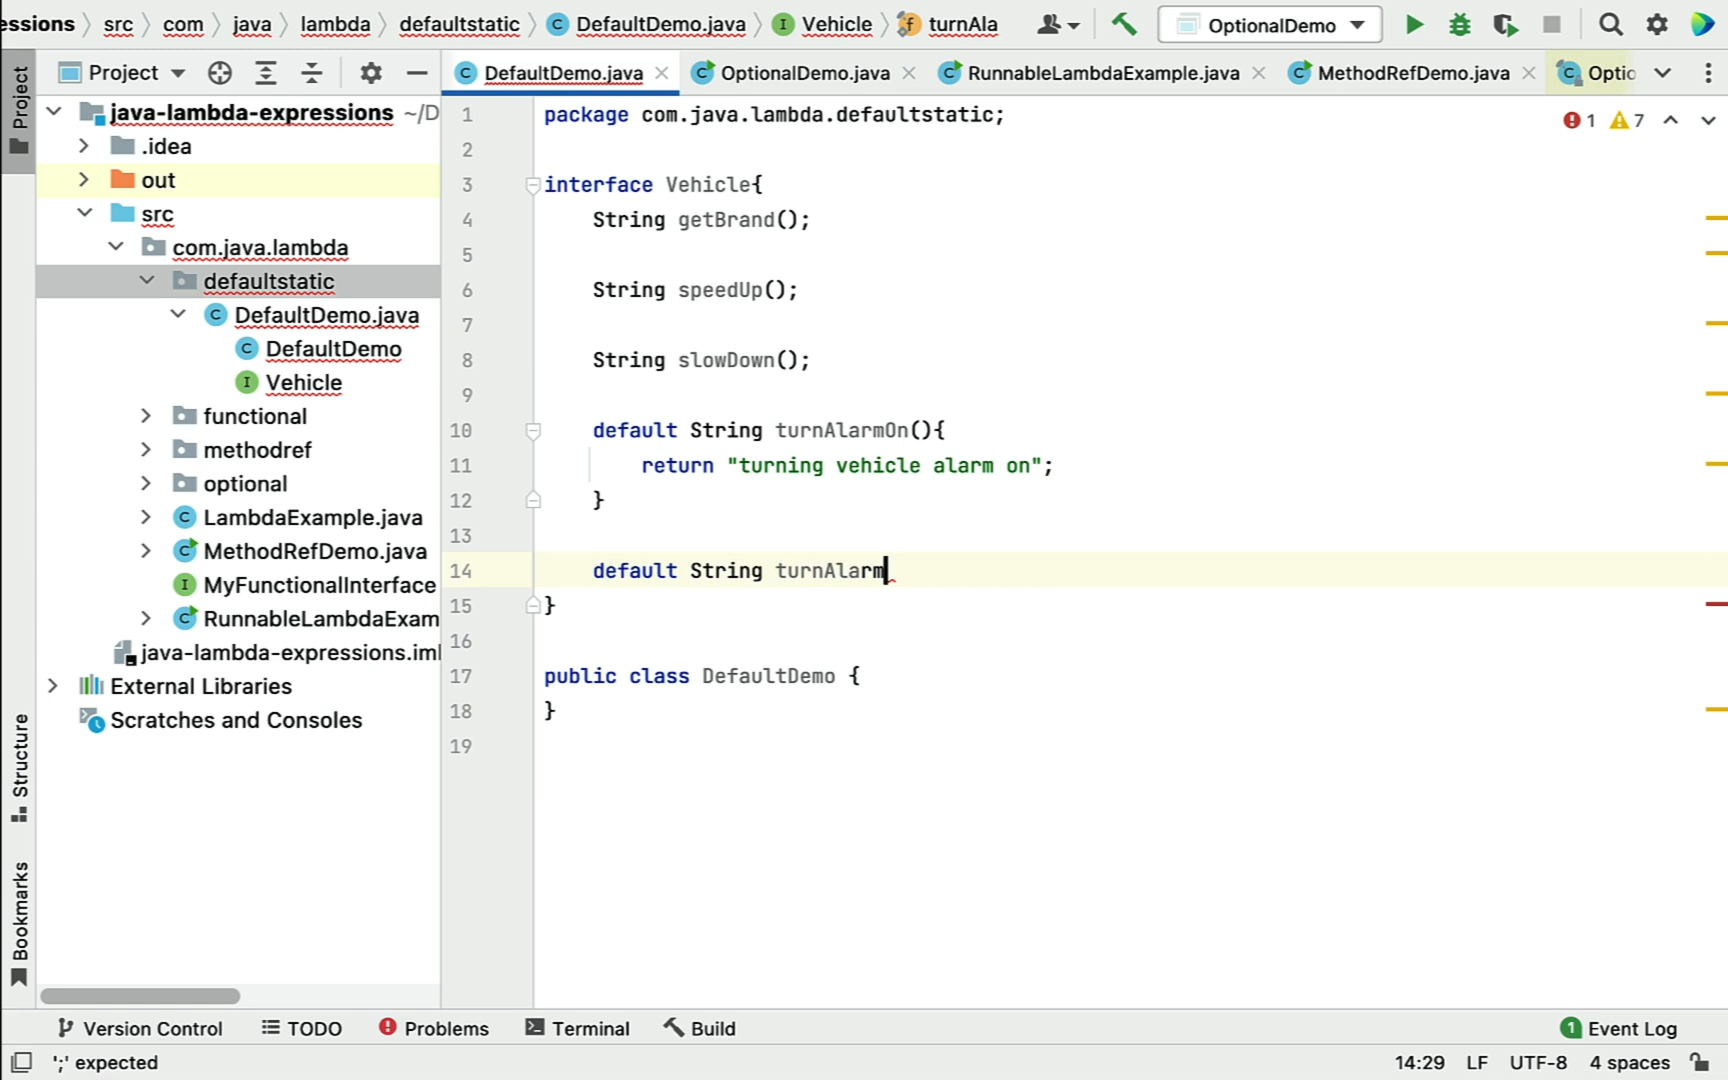 essions src com java lambda defaultstatic DefaultDemo.java Vehicle turnAla OptionalDemo
Project DefaultDemo.java OptionalDemo.java RunnableLambdaExample.java MethodRefDemo.java Optio
Project
Structure
Bookmarks
java-lambda-expressions ~/D
.idea
out
src
com.java.lambda
defaultstatic
DefaultDemo.java
DefaultDemo
Vehicle
functional
methodref
optional
LambdaExample.java
MethodRefDemo.java
MyFunctionalInterface
RunnableLambdaExam
java-lambda-expressions.iml
External Libraries
Scratches and Consoles
1 7
1 package com.java.lambda.defaultstatic;
2
3 interface Vehicle{
4 String getBrand();
5
6 String speedUp();
7
8 String slowDown();
9
10 default String turnAlarmOn(){
11 return "turning vehicle alarm on";
12 }
13
14 default String turnAlarm
15 }
16
17 public class DefaultDemo {
18 }
19
Version Control TODO Problems Terminal Build 1 Event Log
';' expected 14:29 LF UTF-8 4 spaces